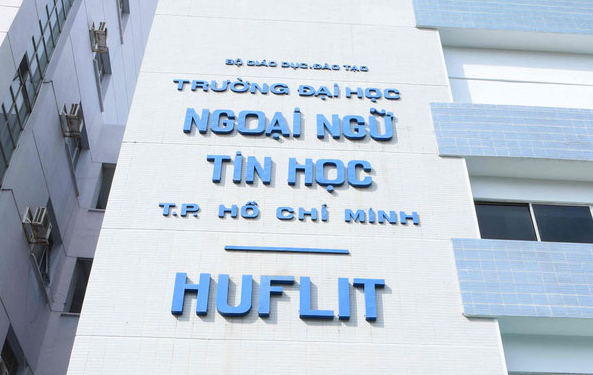 BỘ GIÁO DỤC ĐÀO TẠO
TRƯỜNG ĐẠI HỌC
NGOẠI NGỮ
TIN HỌC
T.P. HỒ CHÍ MINH
HUFLIT